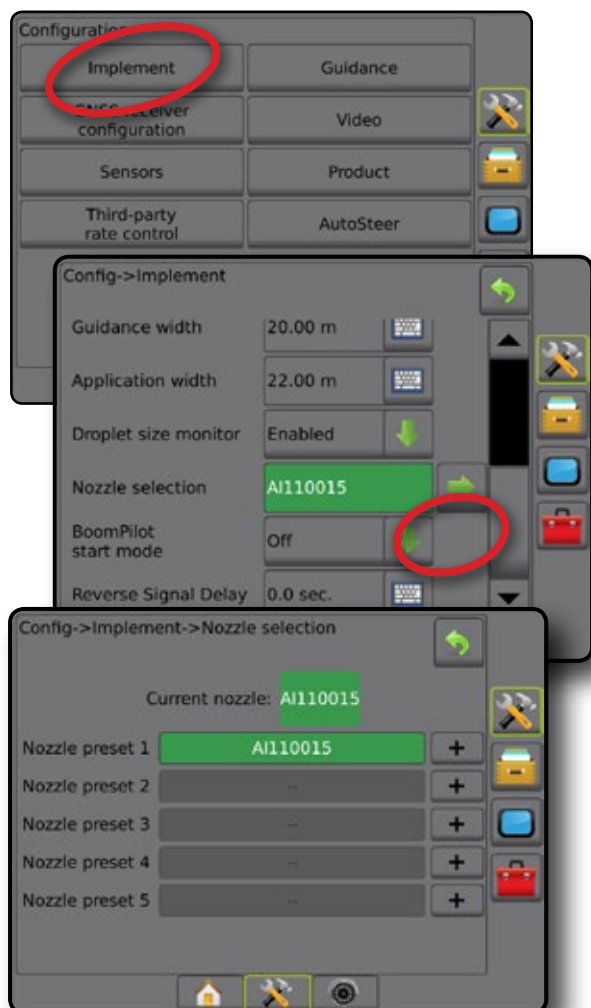 Configuration
Implement
Guidance
GNSS receiver
configuration
Video
Sensors
Product
Third-party
rate control
AutoSteer
Config->Implement
Guidance width
20.00 m
Application width
22.00 m
Droplet size monitor
Enabled
Nozzle selection
AI110015
BoomPilot
start mode
Off
Reverse Signal Delay
0.0 sec.
Config->Implement->Nozzle selection
Current nozzle: AI110015
Nozzle preset 1 AI110015 +
Nozzle preset 2 -- +
Nozzle preset 3 -- +
Nozzle preset 4 -- +
Nozzle preset 5 -- +